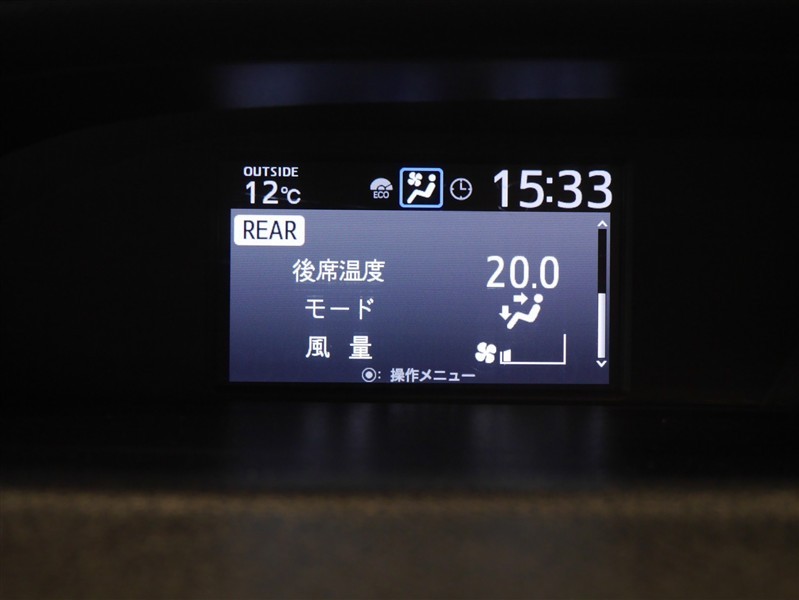 OUTSIDE
12℃
ECO
15:33
REAR
後席温度 20.0
モード
風 量
◉: 操作メニュー